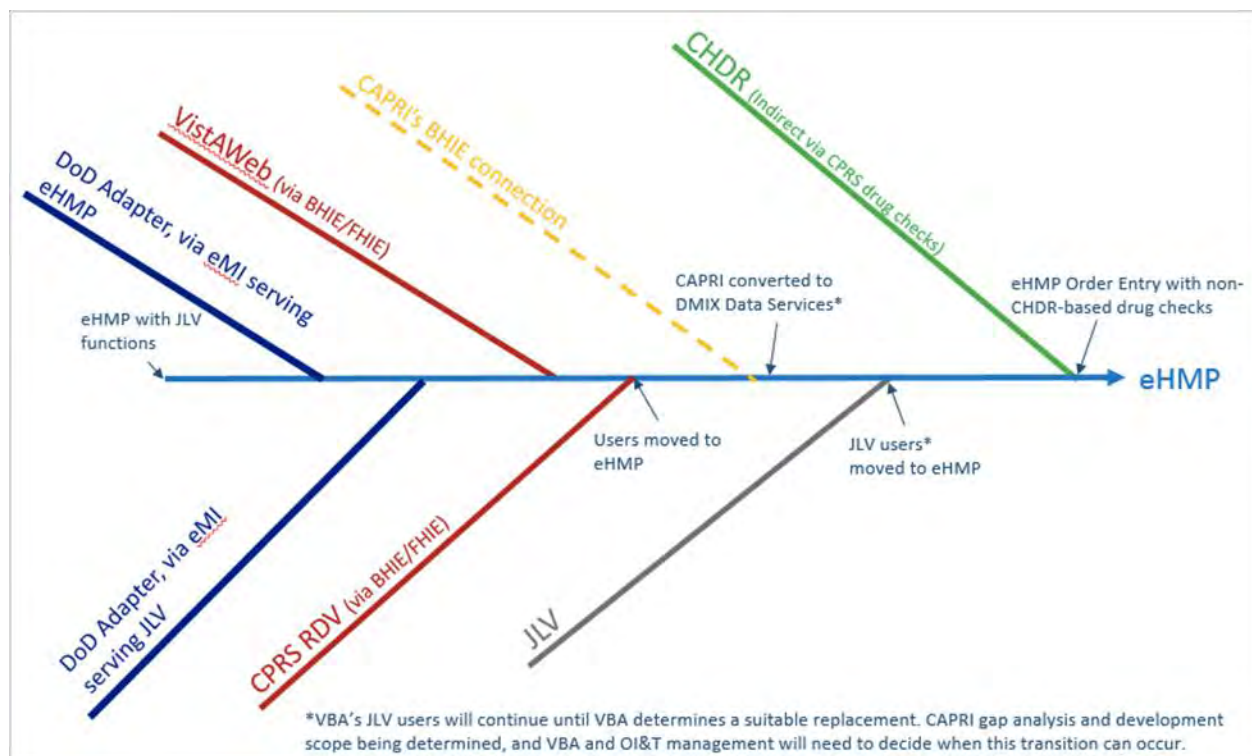 CHDR (Indirect via CPRS drug checks)
CAPRI's BHIE connection
VistAWeb (via BHIE/FHIE)
DoD Adapter, via eMI serving
eHMP
eHMP with JLV
functions
CAPRI converted to
DMIX Data Services*
eHMP Order Entry with non-
CHDR-based drug checks
eHMP
Users moved to
eHMP
JLV users*
moved to eHMP
DoD Adapter, via eMI
serving JLV
CPRS RDV (via BHIE/FHIE)
JLV
*VBA's JLV users will continue until VBA determines a suitable replacement. CAPRI gap analysis and development
scope being determined, and VBA and OI&T management will need to decide when this transition can occur.